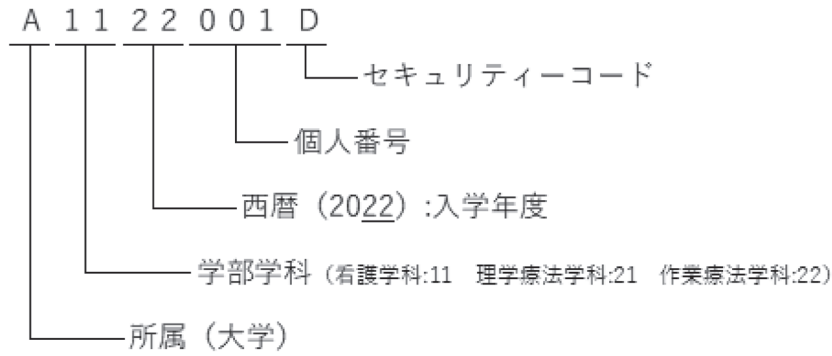 A 1 1 2 2 0 0 1 D
セキュリティーコード
個人番号
西暦（2022）:入学年度
学部学科（看護学科:11　理学療法学科:21　作業療法学科:22）
所属（大学）